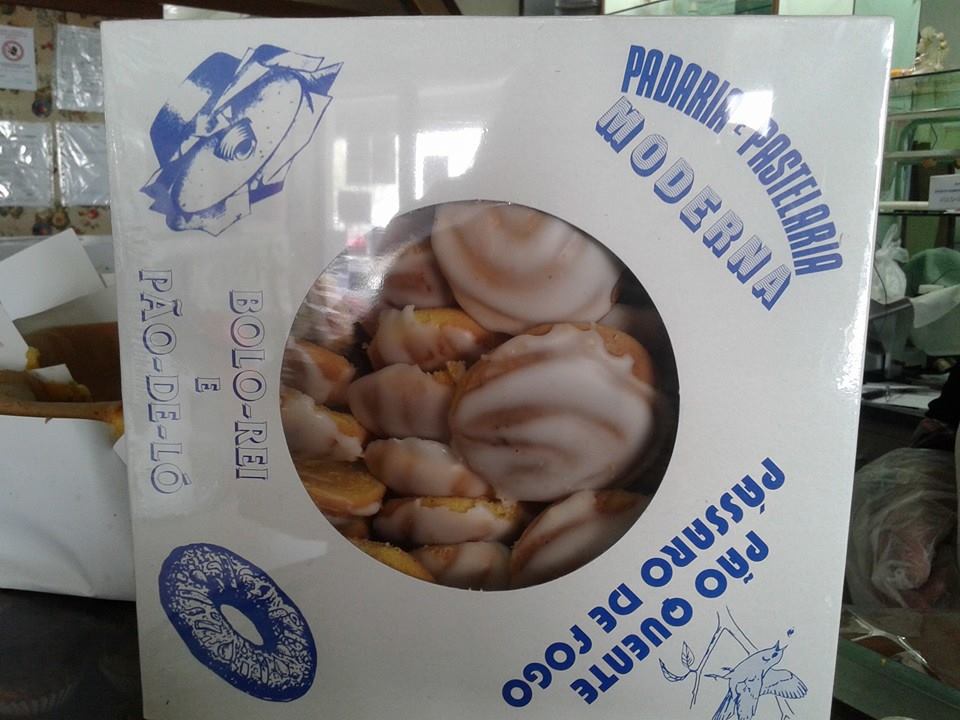 PADARIA e PASTELARIA
MODERNA
BOLO-REI
E
PÃO-DE-LÓ
PÃO QUENTE
PÁSSARO DE FOGO